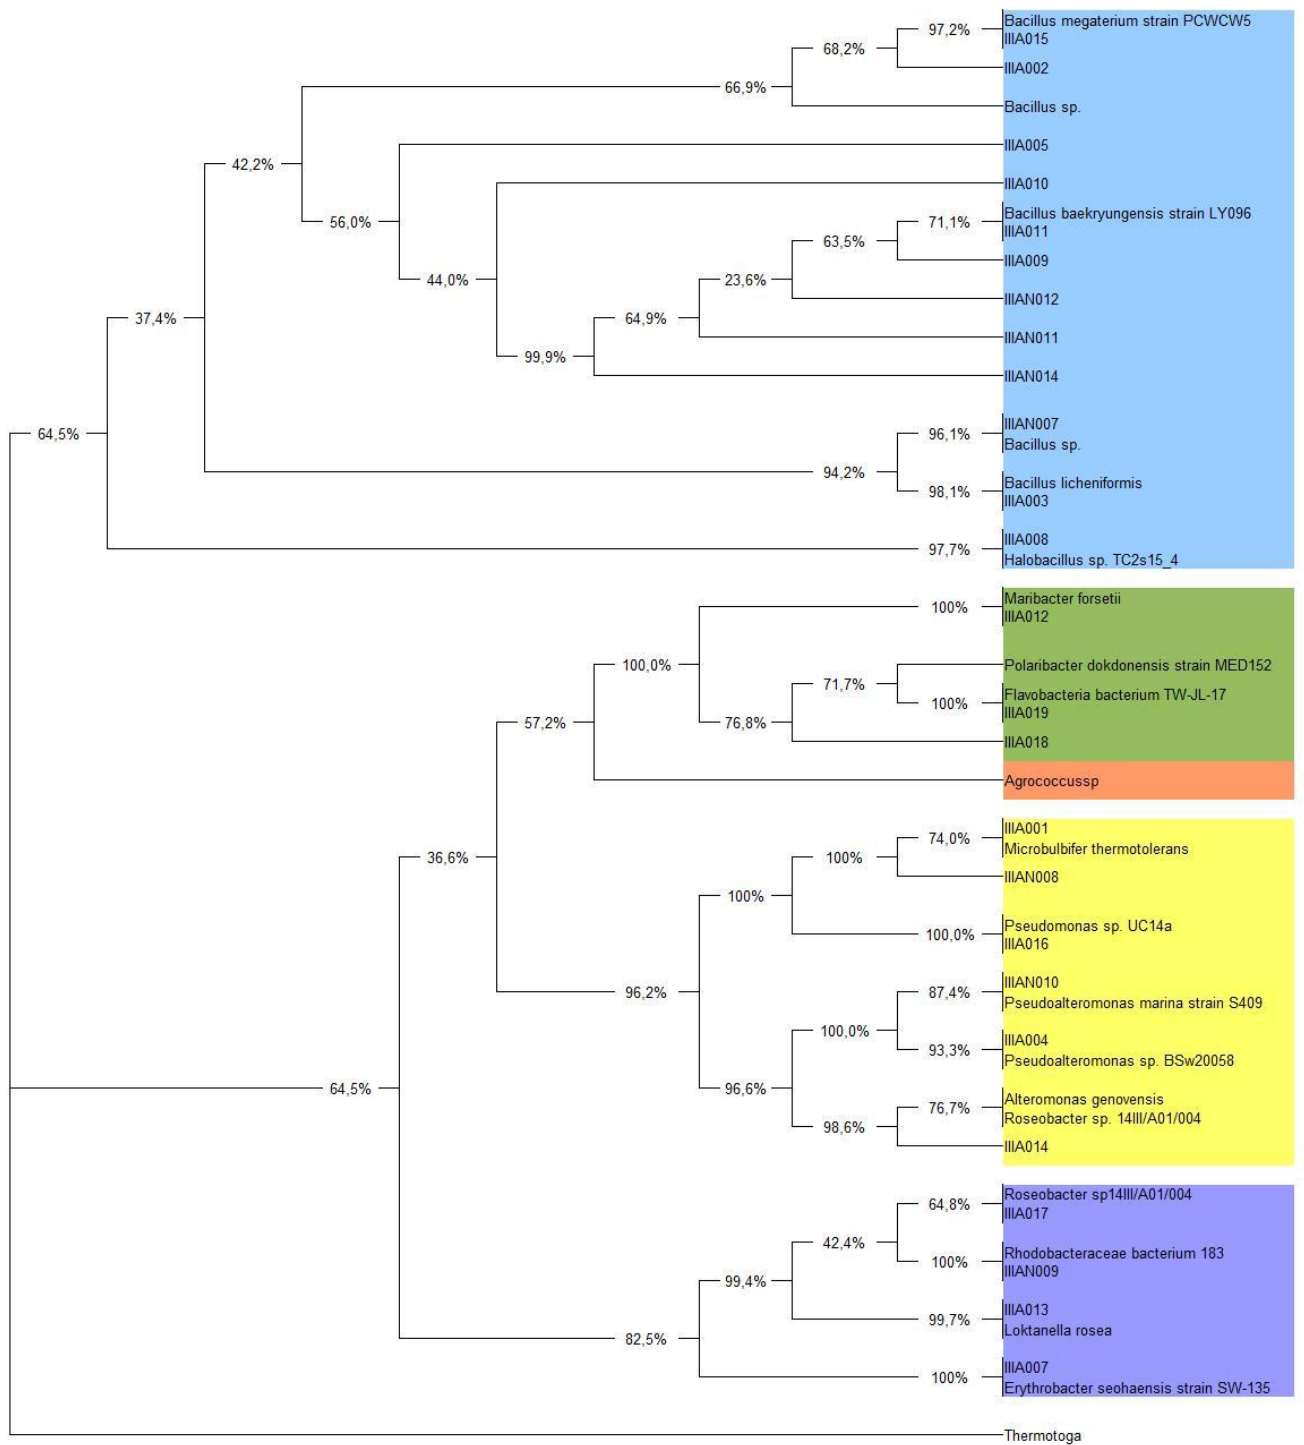 Bacillus megaterium strain PCWCW5
97,2%
IIIA015
68,2%
IIIA002
66,9%
Bacillus sp.
IIIA005
42,2%
IIIA010
Bacillus baekryungensis strain LY096
56,0%
71,1%
IIIA011
63,5%
IIIA009
44,0%
23,6%
IIIAN012
37,4%
64,9%
IIIAN011
99,9%
IIIAN014
IIIAN007
64,5%
96,1%
Bacillus sp.
94,2%
Bacillus licheniformis
98,1%
IIIA003
IIIA008
97,7%
Halobacillus sp. TC2s15_4
Maribacter forsetii
100%
IIIA012
100,0%
Polaribacter dokdonensis strain MED152
71,7%
Flavobacteria bacterium TW-JL-17
100%
IIIA019
57,2%
76,8%
IIIA018
Agrococcussp
IIIA001
74,0%
Microbulbifer thermotolerans
36,6%
100%
IIIAN008
100%
Pseudomonas sp. UC14a
100,0%
IIIA016
IIIAN010
96,2%
87,4%
Pseudoalteromonas marina strain S409
100,0%
IIIA004
93,3%
Pseudoalteromonas sp. BSw20058
64,5%
96,6%
Alteromonas genovensis
76,7%
Roseobacter sp. 14III/A01/004
98,6%
IIIA014
Roseobacter sp14III/A01/004
64,8%
IIIA017
42,4%
Rhodobacteraceae bacterium 183
100%
IIIAN009
99,4%
IIIA013
99,7%
Loktanella rosea
82,5%
IIIA007
100%
Erythrobacter seohaensis strain SW-135
Thermotoga